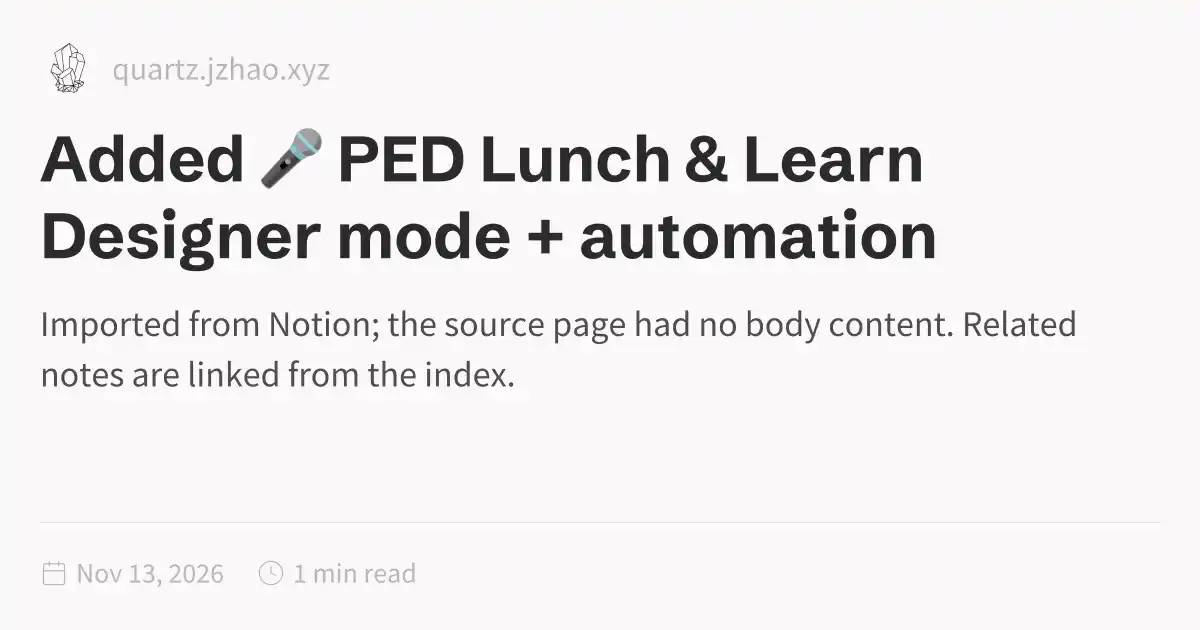 quartz.jzhao.xyz
Added 🎤 PED Lunch & Learn
Designer mode + automation
Imported from Notion; the source page had no body content. Related
notes are linked from the index.
Nov 13, 2026 1 min read